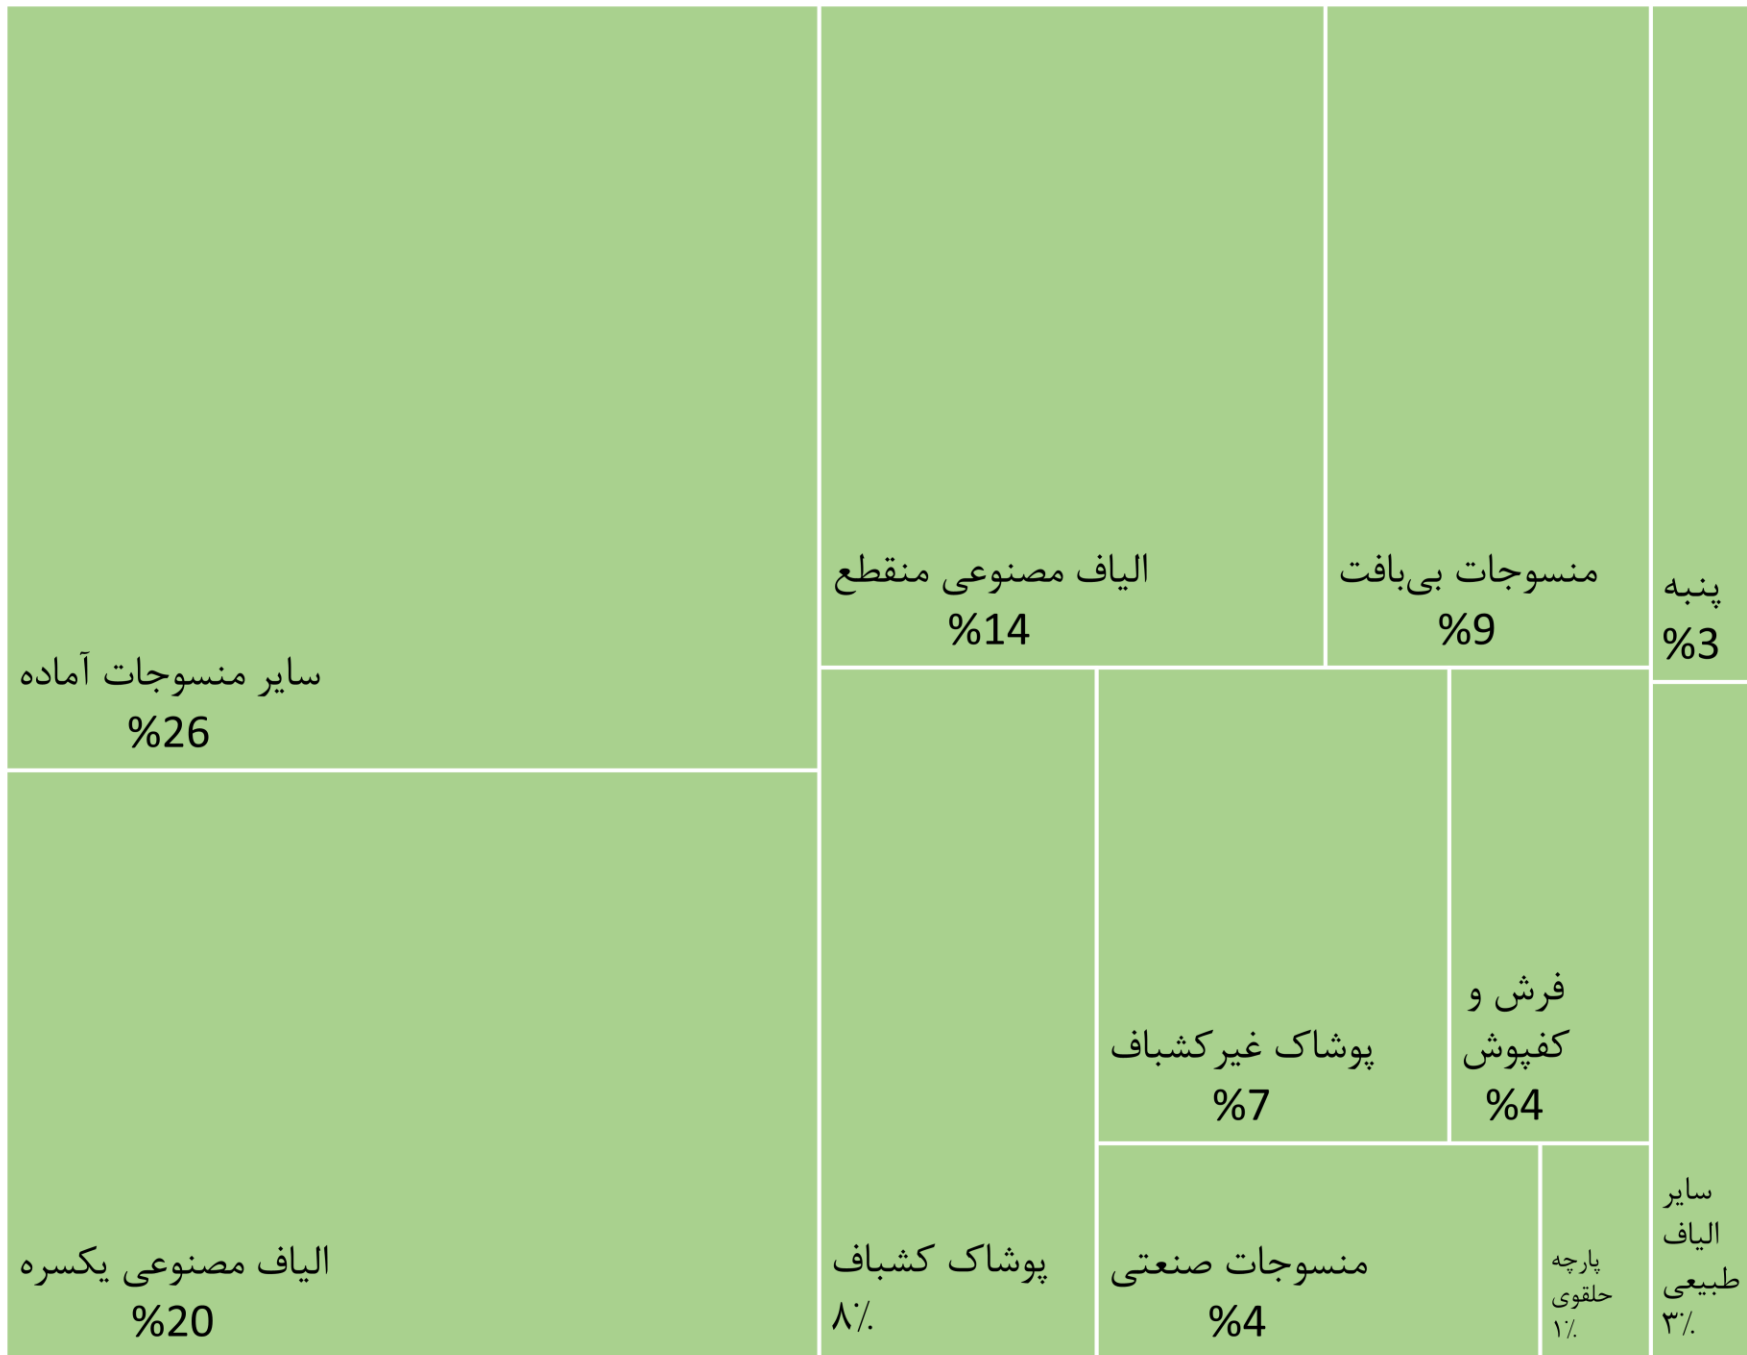 سایر منسوجات آماده
%26
الیاف مصنوعی یکسره
%20
الیاف مصنوعی منقطع
%14
منسوجات بی‌بافت
%9
پنبه
%3
پوشاک کشباف
۸٪
پوشاک غیرکشباف
%7
فرش و
کفپوش
%4
منسوجات صنعتی
%4
پارچه
حلقوی
۱٪
سایر
الیاف
طبیعی
۳٪